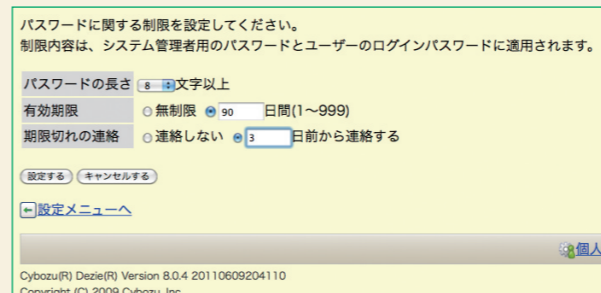 パスワードに関する制限を設定してください。
制限内容は、システム管理者用のパスワードとユーザーのログインパスワードに適用されます。
パスワードの長さ 8 文字以上
有効期限 無制限 90 日間(1～999)
期限切れの連絡 連絡しない 3 日前から連絡する
設定する キャンセルする
設定メニューへ
個人
Cybozu(R) Dezie(R) Version 8.0.4 20110609204110
Copyright (C) 2009 Cybozu, Inc.